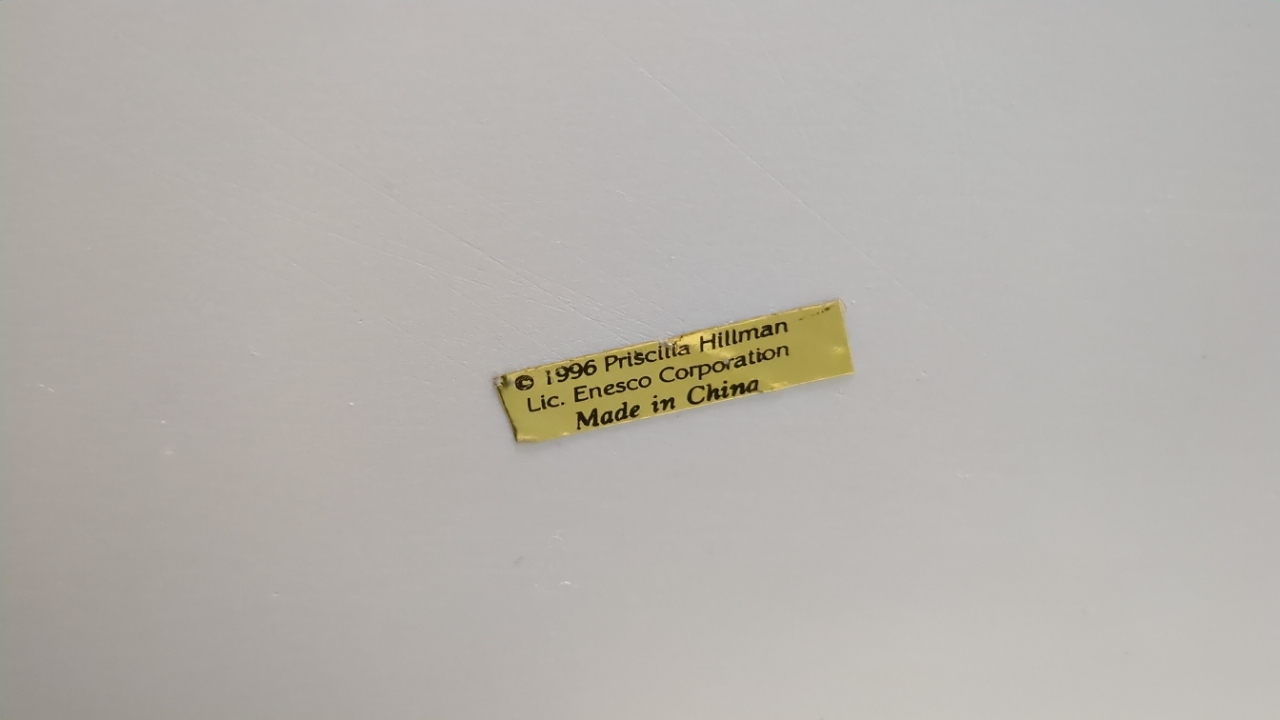 © 1996 Priscilla Hillman
Lic. Enesco Corporation
Made in China